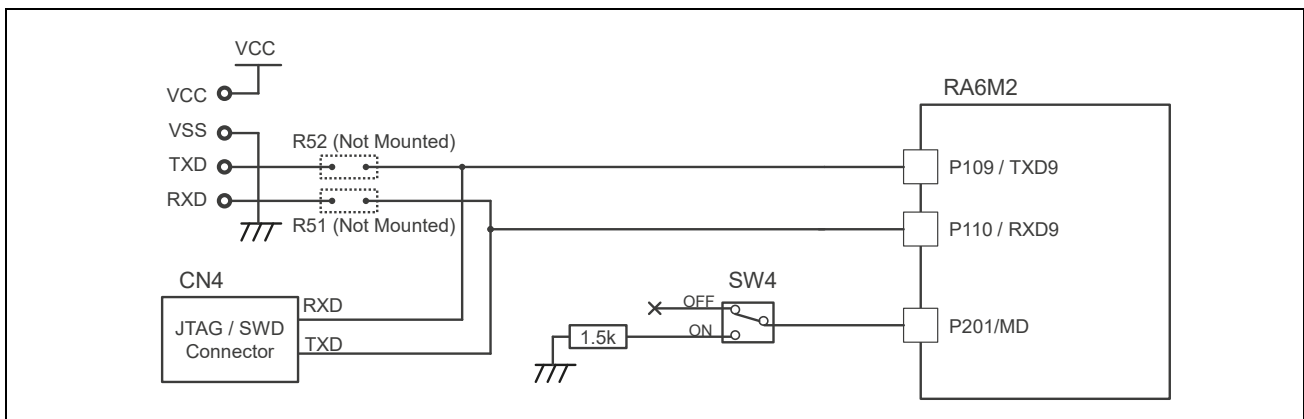 VCC
RA6M2
VCC
VSS
R52 (Not Mounted)
TXD
P109 / TXD9
RXD
R51 (Not Mounted)
P110 / RXD9
CN4
SW4
RXD
OFF
JTAG / SWD
Connector
P201/MD
ON
1.5k
TXD